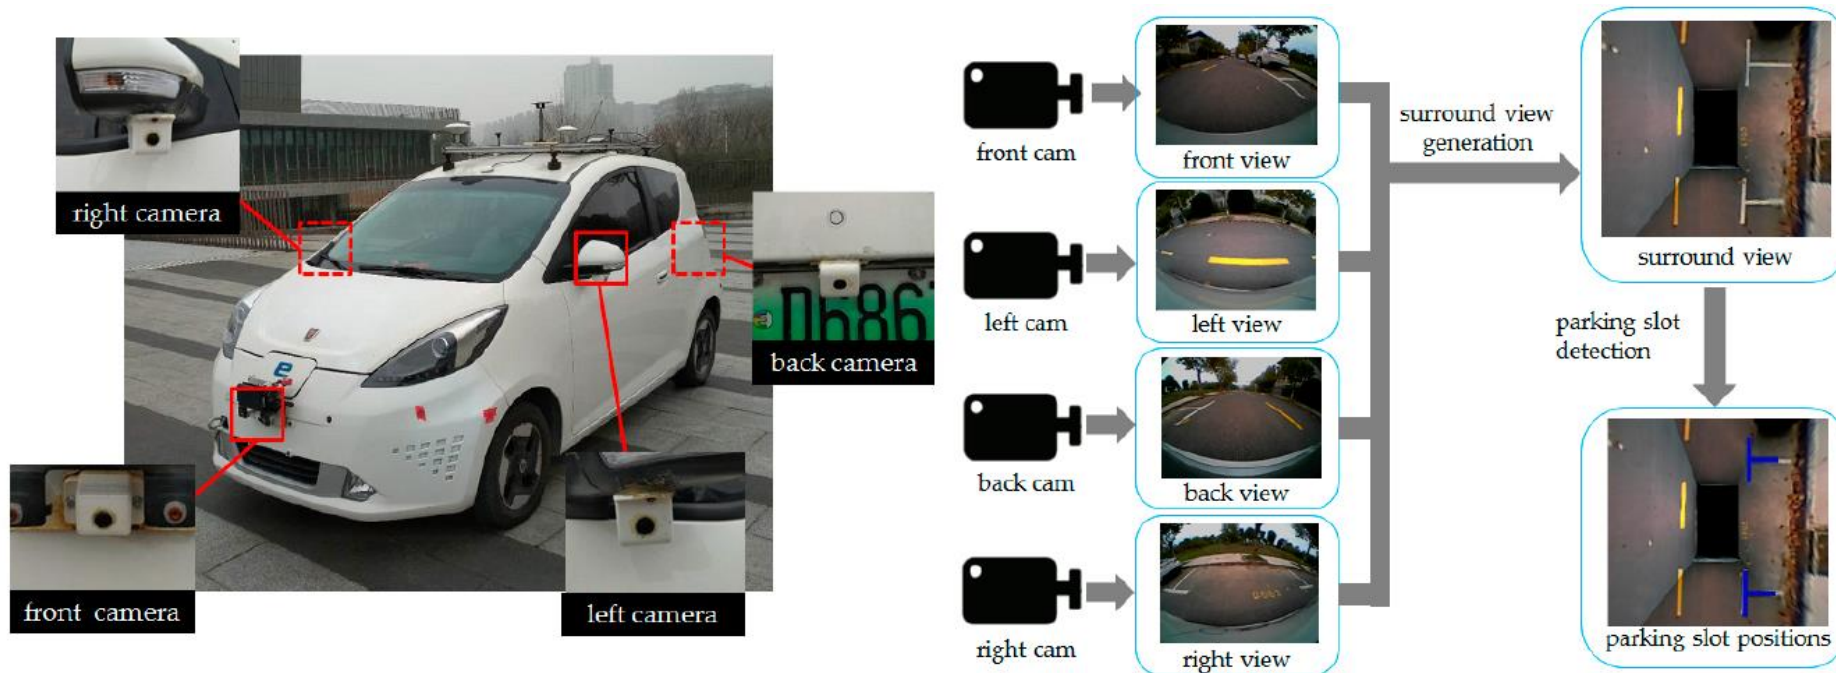 right camera
back camera
front camera
left camera
D686
e
front cam
front view
left cam
left view
back cam
back view
right cam
right view
surround view
generation
surround view
parking slot
detection
parking slot positions